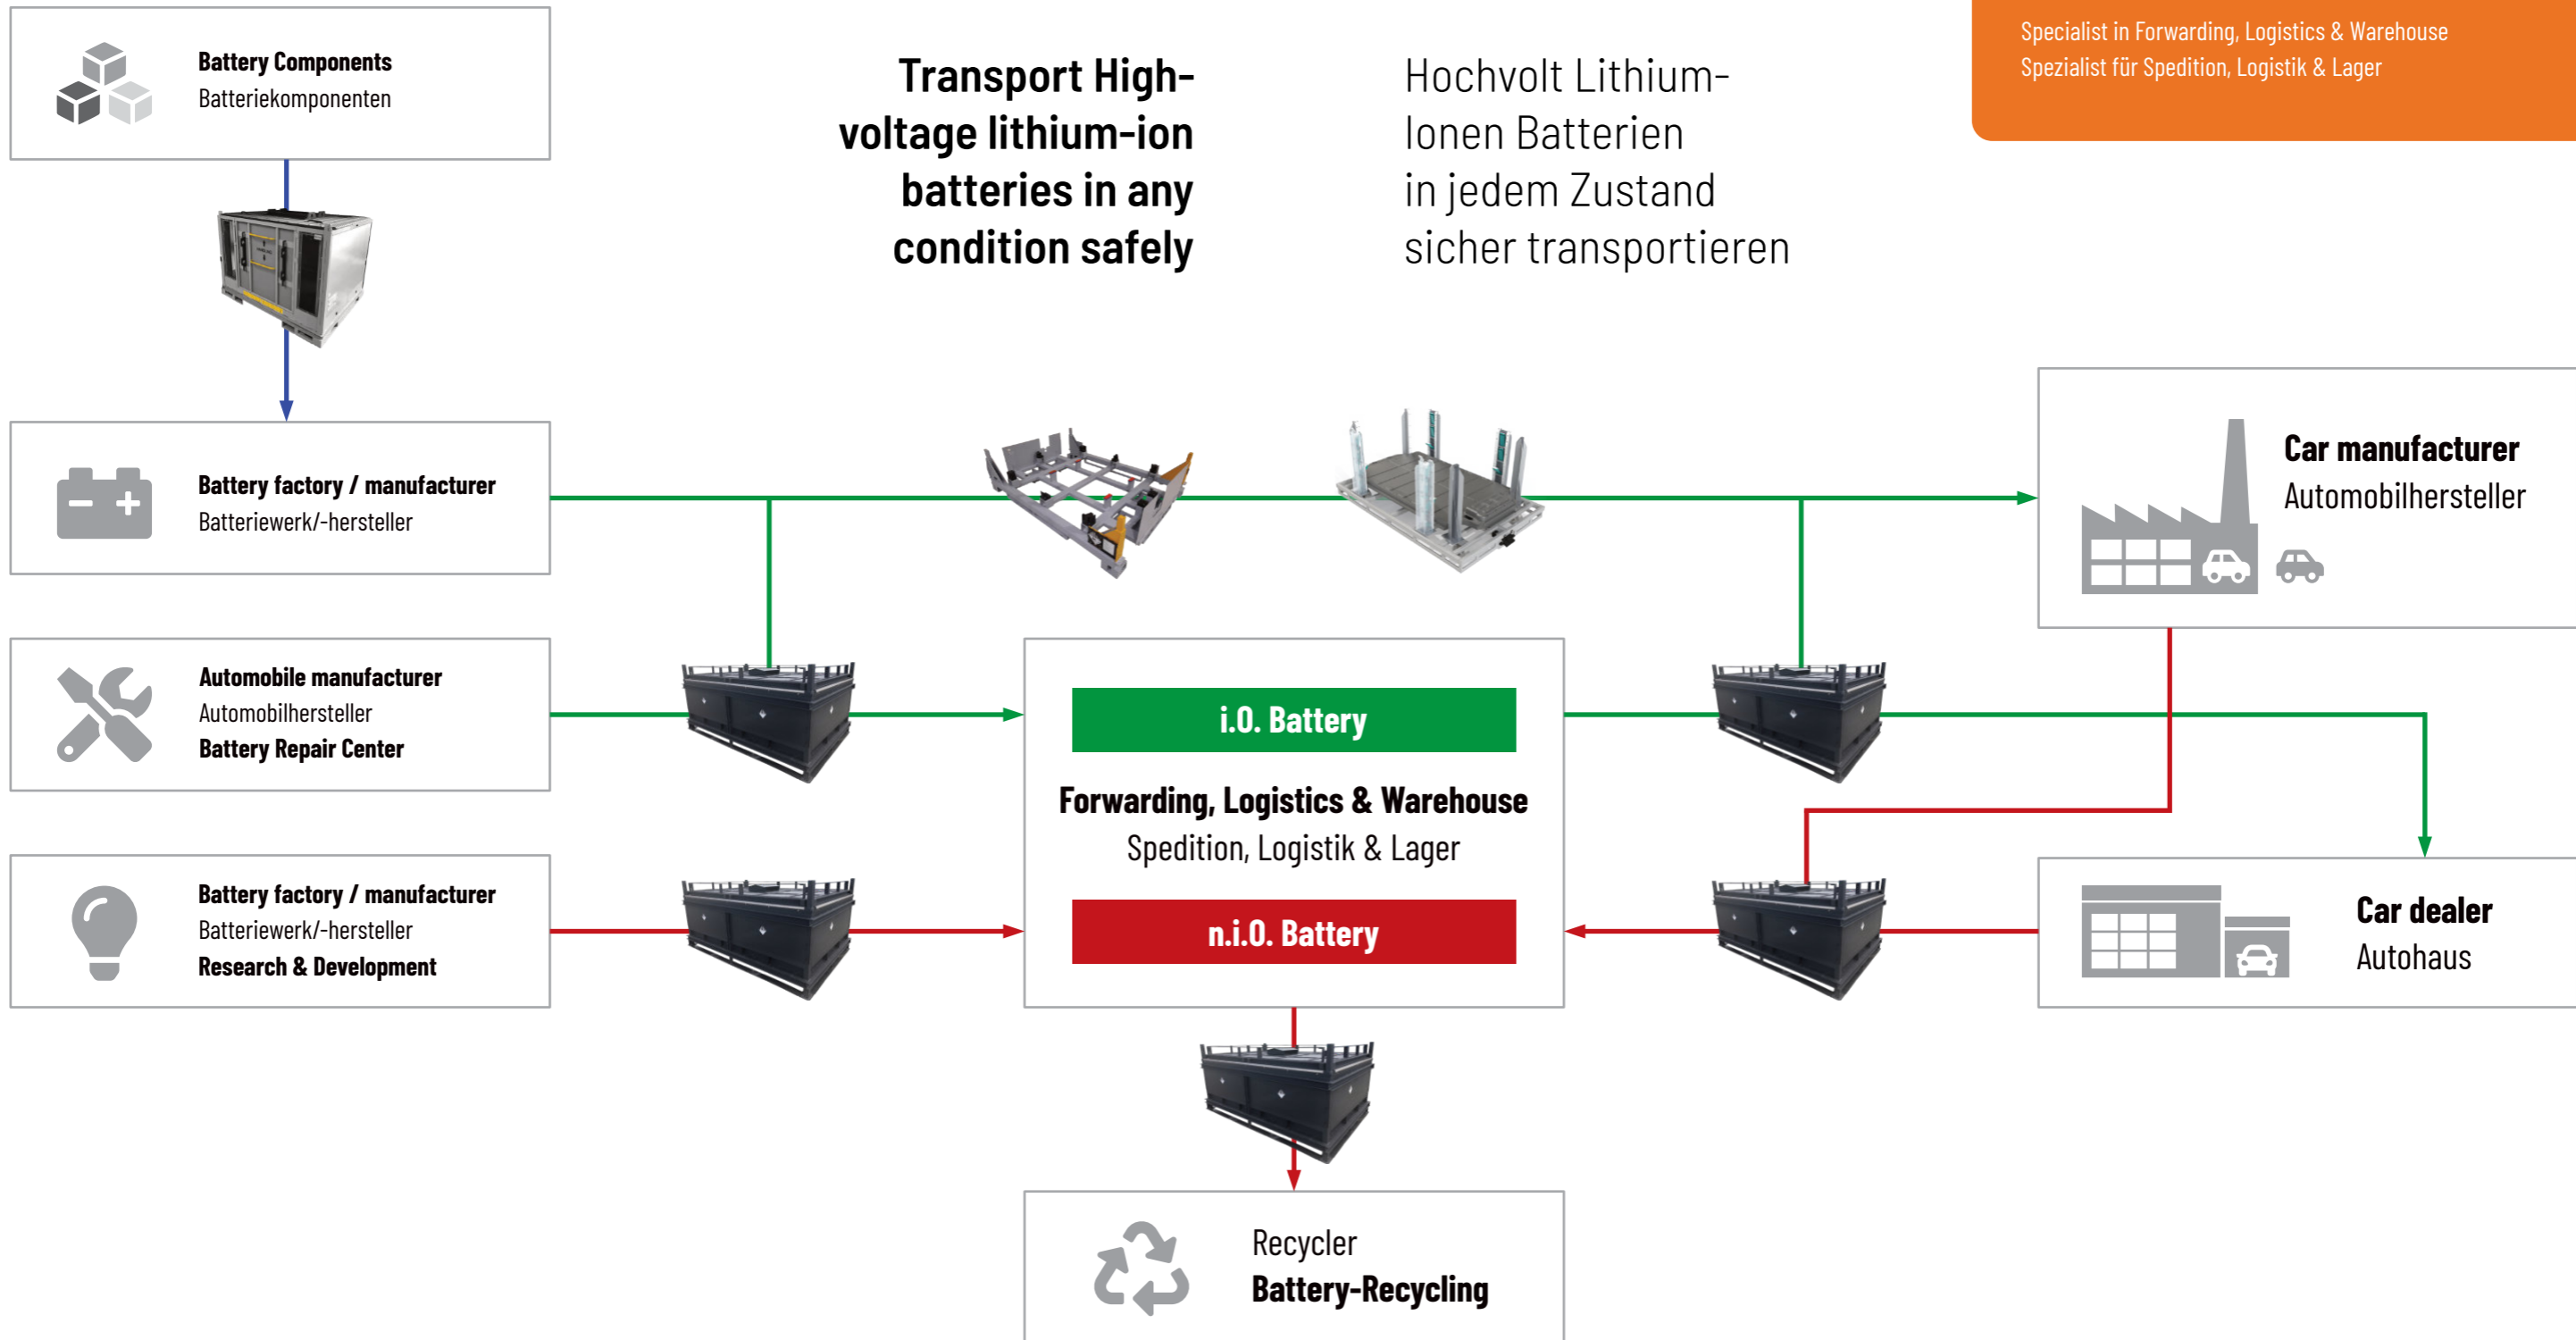 Battery Components
Batteriekomponenten
Transport High-
voltage lithium-ion
batteries in any
condition safely
Hochvolt Lithium-
Ionen Batterien
in jedem Zustand
sicher transportieren
Specialist in Forwarding, Logistics & Warehouse
Spezialist für Spedition, Logistik & Lager
Battery factory / manufacturer
Batteriewerk/-hersteller
Car manufacturer
Automobilhersteller
Automobile manufacturer
Automobilhersteller
Battery Repair Center
i.O. Battery
Forwarding, Logistics & Warehouse
Spedition, Logistik & Lager
n.i.O. Battery
Battery factory / manufacturer
Batteriewerk/-hersteller
Research & Development
Car dealer
Autohaus
Recycler
Battery-Recycling